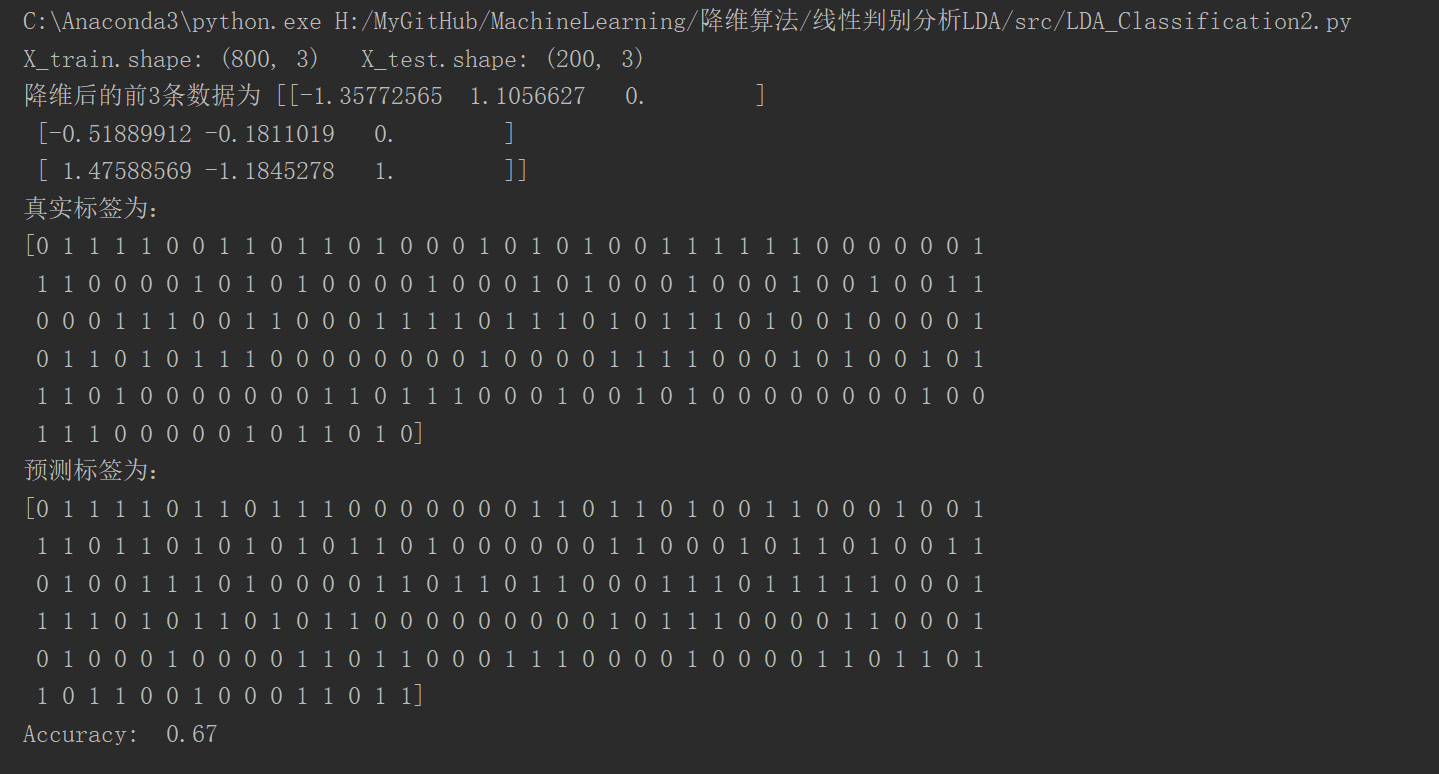 C:\Anaconda3\python.exe H:/MyGitHub/MachineLearning/降维算法/线性判别分析LDA/src/LDA_Classification2.py
X_train.shape: (800, 3)   X_test.shape: (200, 3)
降维后的前3条数据为 [[-1.35772565  1.1056627   0.        ]
 [-0.51889912 -0.1811019   0.        ]
 [ 1.47588569 -1.1845278   1.        ]]
真实标签为:
[0 1 1 1 1 0 0 1 1 0 1 1 0 1 0 0 0 1 0 1 0 1 0 0 1 1 1 1 1 1 0 0 0 0 0 0 1
 1 1 0 0 0 0 1 0 1 0 1 0 0 0 0 1 0 0 0 1 0 1 0 0 0 1 0 0 0 1 0 0 1 0 0 1 1
 0 0 0 1 1 1 0 0 1 1 0 0 0 1 1 1 1 0 1 1 1 0 1 0 1 1 1 0 1 0 0 1 0 0 0 0 1
 0 1 1 0 1 0 1 1 1 0 0 0 0 0 0 0 0 1 0 0 0 0 1 1 1 1 0 0 0 1 0 1 0 0 1 0 1
 1 1 0 1 0 0 0 0 0 0 0 1 1 0 1 1 1 0 0 0 1 0 0 1 0 1 0 0 0 0 0 0 0 0 1 0 0
 1 1 1 0 0 0 0 0 1 0 1 1 0 1 0]
预测标签为:
[0 1 1 1 1 0 1 1 0 1 1 1 0 0 0 0 0 0 0 1 1 0 1 1 0 1 0 0 1 1 0 0 0 1 0 0 1
 1 1 0 1 1 0 1 0 1 0 1 0 1 1 0 1 0 0 0 0 0 0 1 1 0 0 0 1 0 1 1 0 1 0 0 1 1
 0 1 0 0 1 1 1 0 1 0 0 0 0 1 1 0 1 1 0 1 1 0 0 0 1 1 1 0 1 1 1 1 1 0 0 0 1
 1 1 1 0 1 0 1 1 0 1 0 1 1 0 0 0 0 0 0 0 0 0 1 0 1 1 1 0 0 0 0 1 1 0 0 0 1
 0 1 0 0 0 1 0 0 0 0 1 1 0 1 1 0 0 0 1 1 1 0 0 0 0 1 0 0 0 0 1 1 0 1 1 0 1
 1 0 1 1 0 0 1 0 0 0 1 1 0 1 1]
Accuracy:  0.67